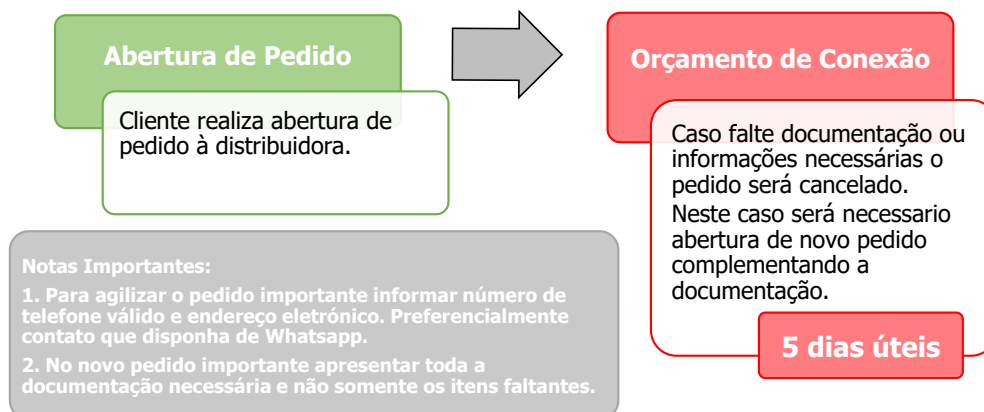 Abertura de Pedido
Cliente realiza abertura de
pedido à distribuidora.
Orçamento de Conexão
Caso falte documentação ou
informações necessárias o
pedido será cancelado.
Neste caso será necessario
abertura de novo pedido
complementando a
documentação.
5 dias úteis
Notas Importantes:
1. Para agilizar o pedido importante informar número de
telefone válido e endereço eletrônico. Preferencialmente
contato que disponha de Whatsapp.
2. No novo pedido importante apresentar toda a
documentação necessária e não somente os itens faltantes.